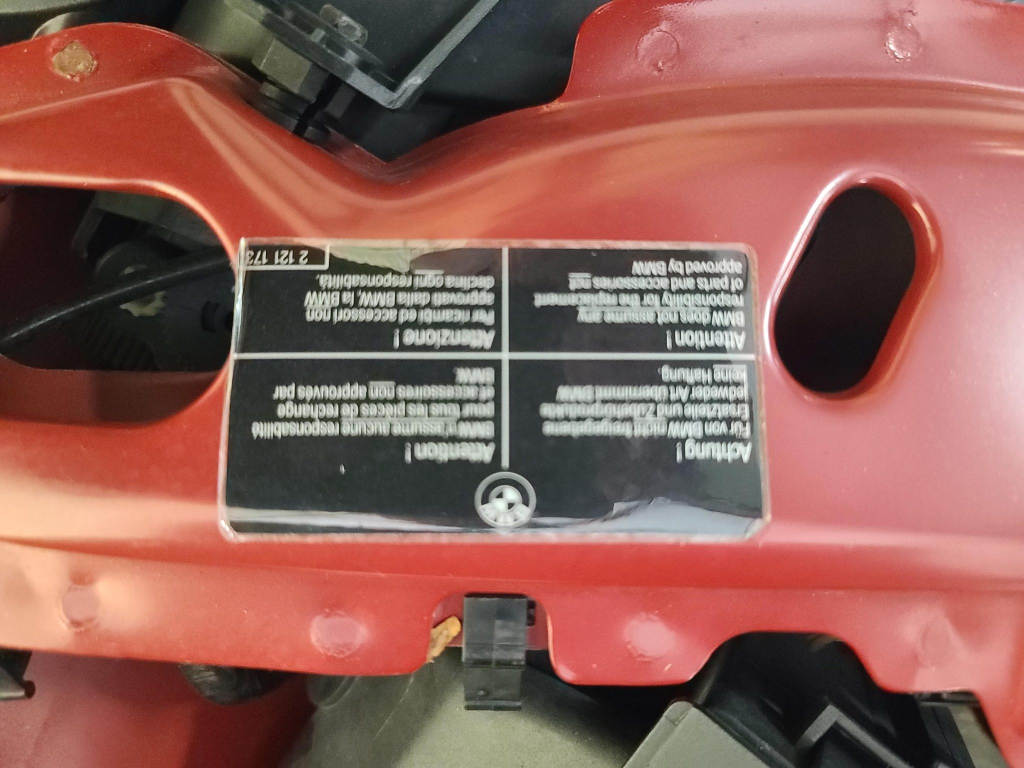 BMW
Achtung !
Für von BMW nicht freigegebene
Ersatzteile und Zubehörprodukte
jedweder Art übernimmt BMW
keine Haftung.
Attention !
BMW n'assume aucune responsabilité
pour tous les pièces de rechange
et accessoires non approuvés par
BMW.
Attention !
BMW does not assume any
responsibility for the replacement
of parts and accessories not
approved by BMW
Attenzione !
Per ricambi ed accessori non
approvati dalla BMW, la BMW
declina ogni responsabilità.
2 121 173